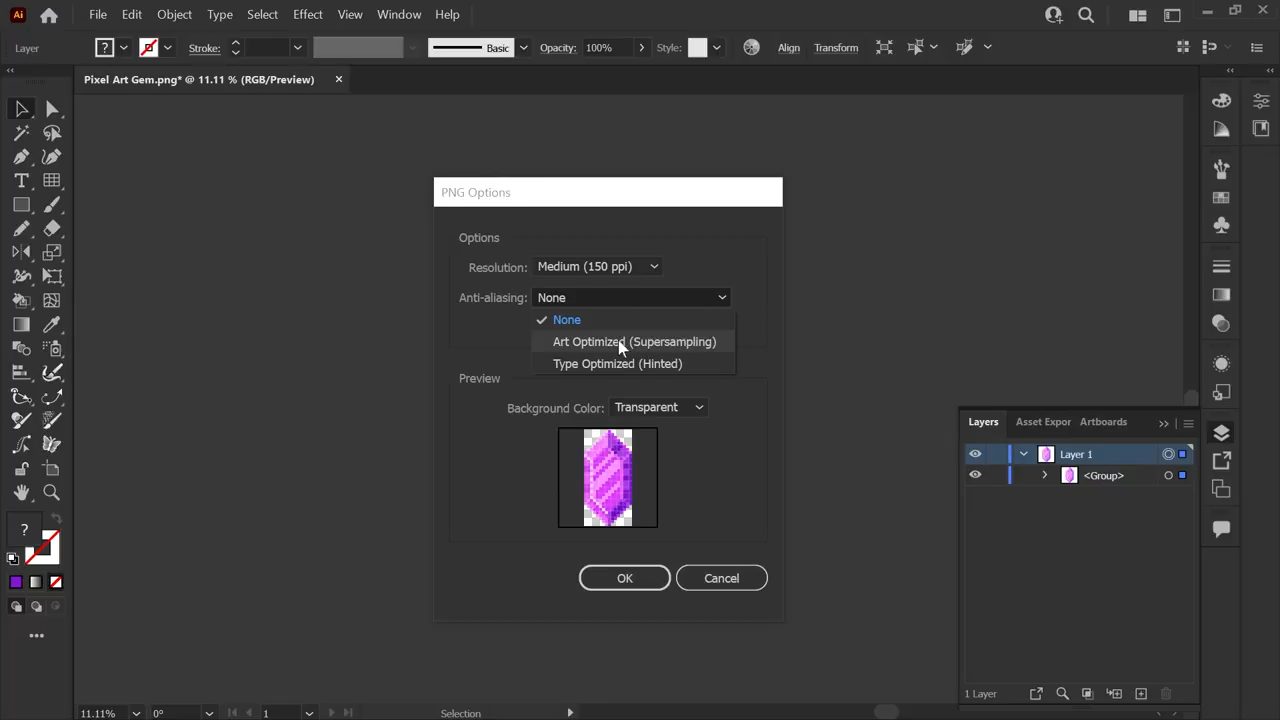 Ai File Edit Object Type Select Effect View Window Help
Layer ? Stroke: Basic Opacity: 100% Style: Align Transform
Pixel Art Gem.png* @ 11.11 % (RGB/Preview)
PNG Options
Options
Resolution: Medium (150 ppi)
Anti-aliasing: None
None
Art Optimized (Supersampling)
Type Optimized (Hinted)
Preview
Background Color: Transparent
OK Cancel
Layers Asset Expor Artboards
Layer 1
<Group>
1 Layer
?
11.11% 0° 1 Selection